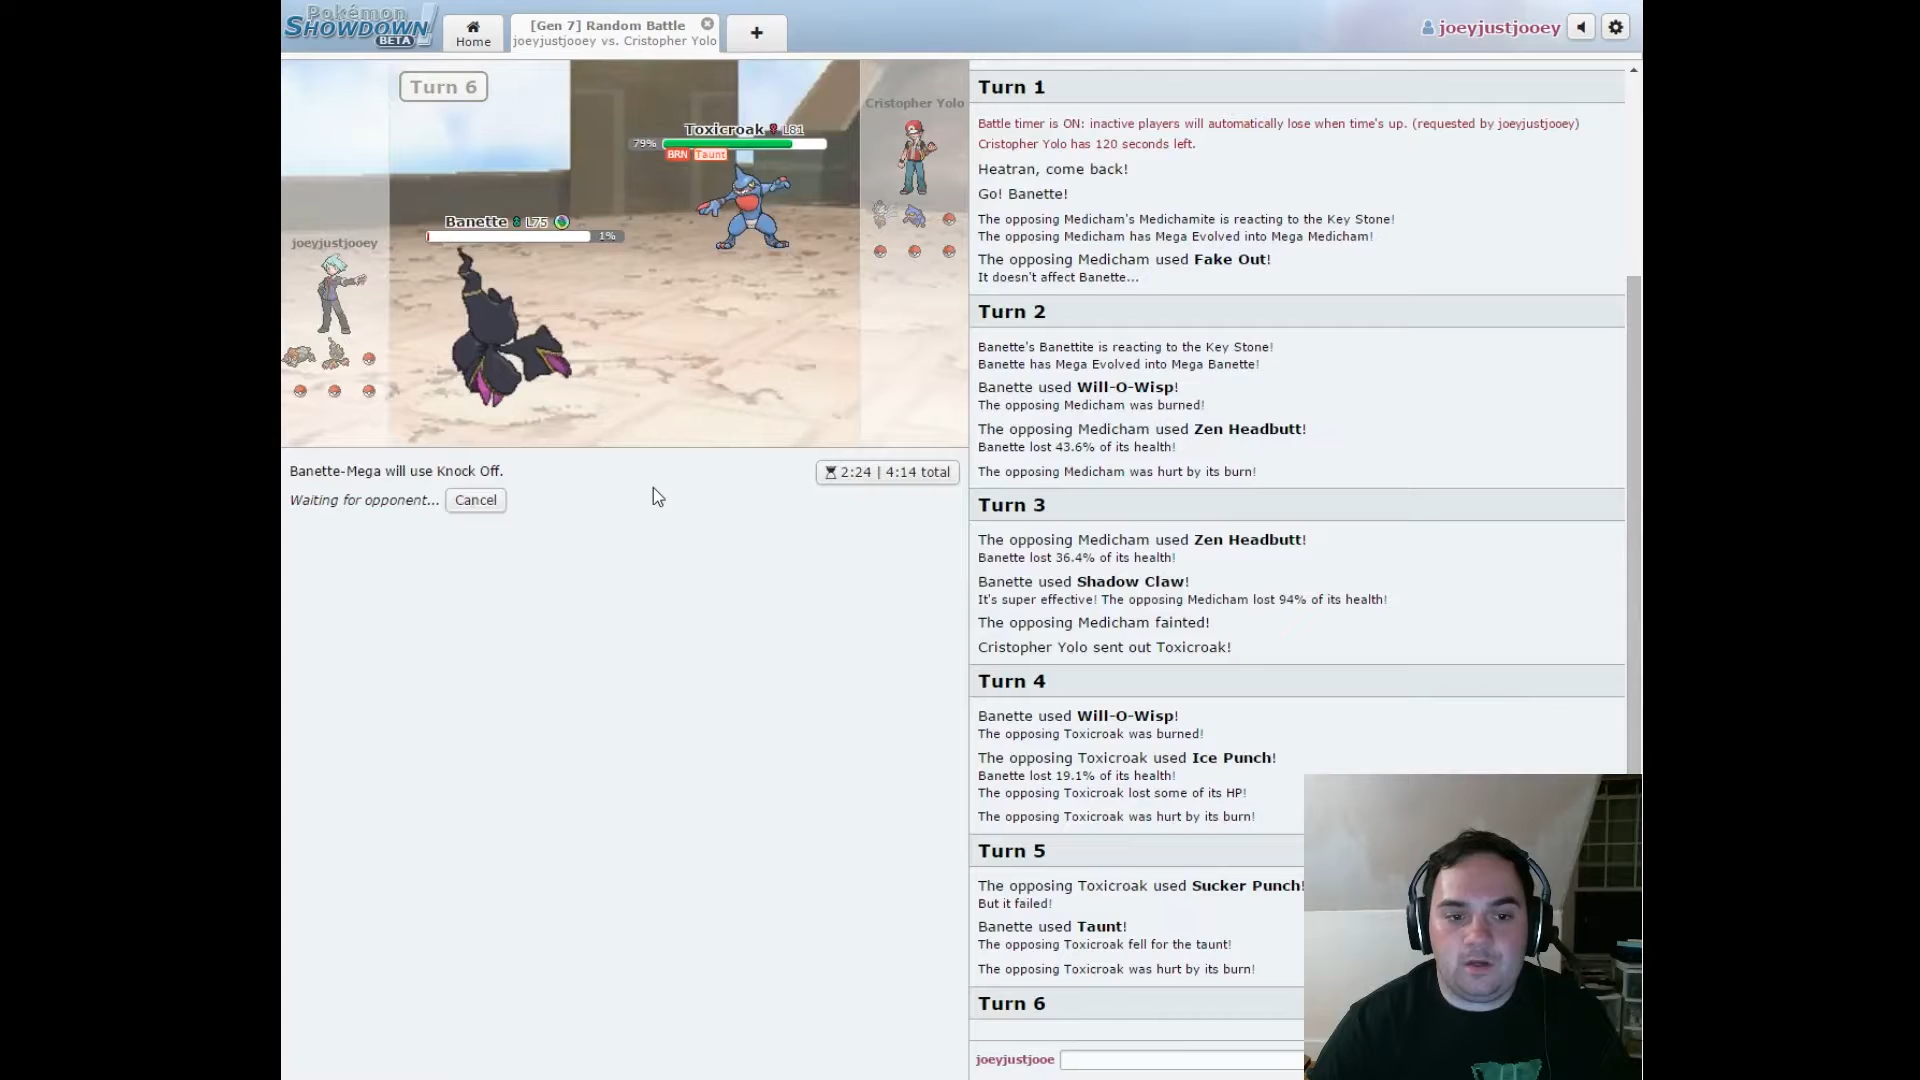 Pokémon
SHOWDOWN!
BETA
Home
[Gen 7] Random Battle
joeyjustjooey vs. Cristopher Yolo
+
joeyjustjooey
Turn 6
Cristopher Yolo
Toxicroak L81
79%
BRN Taunt
Banette L75
1%
joeyjustjooey
Banette-Mega will use Knock Off.
2:24 | 4:14 total
Waiting for opponent... Cancel
Turn 1
Battle timer is ON: inactive players will automatically lose when time's up. (requested by joeyjustjooey)
Cristopher Yolo has 120 seconds left.
Heatran, come back!
Go! Banette!
The opposing Medicham's Medichamite is reacting to the Key Stone!
The opposing Medicham has Mega Evolved into Mega Medicham!
The opposing Medicham used Fake Out!
It doesn't affect Banette...
Turn 2
Banette's Banettite is reacting to the Key Stone!
Banette has Mega Evolved into Mega Banette!
Banette used Will-O-Wisp!
The opposing Medicham was burned!
The opposing Medicham used Zen Headbutt!
Banette lost 43.6% of its health!
The opposing Medicham was hurt by its burn!
Turn 3
The opposing Medicham used Zen Headbutt!
Banette lost 36.4% of its health!
Banette used Shadow Claw!
It's super effective! The opposing Medicham lost 94% of its health!
The opposing Medicham fainted!
Cristopher Yolo sent out Toxicroak!
Turn 4
Banette used Will-O-Wisp!
The opposing Toxicroak was burned!
The opposing Toxicroak used Ice Punch!
Banette lost 19.1% of its health!
The opposing Toxicroak lost some of its HP!
The opposing Toxicroak was hurt by its burn!
Turn 5
The opposing Toxicroak used Sucker Punch!
But it failed!
Banette used Taunt!
The opposing Toxicroak fell for the taunt!
The opposing Toxicroak was hurt by its burn!
Turn 6
joeyjustjooe